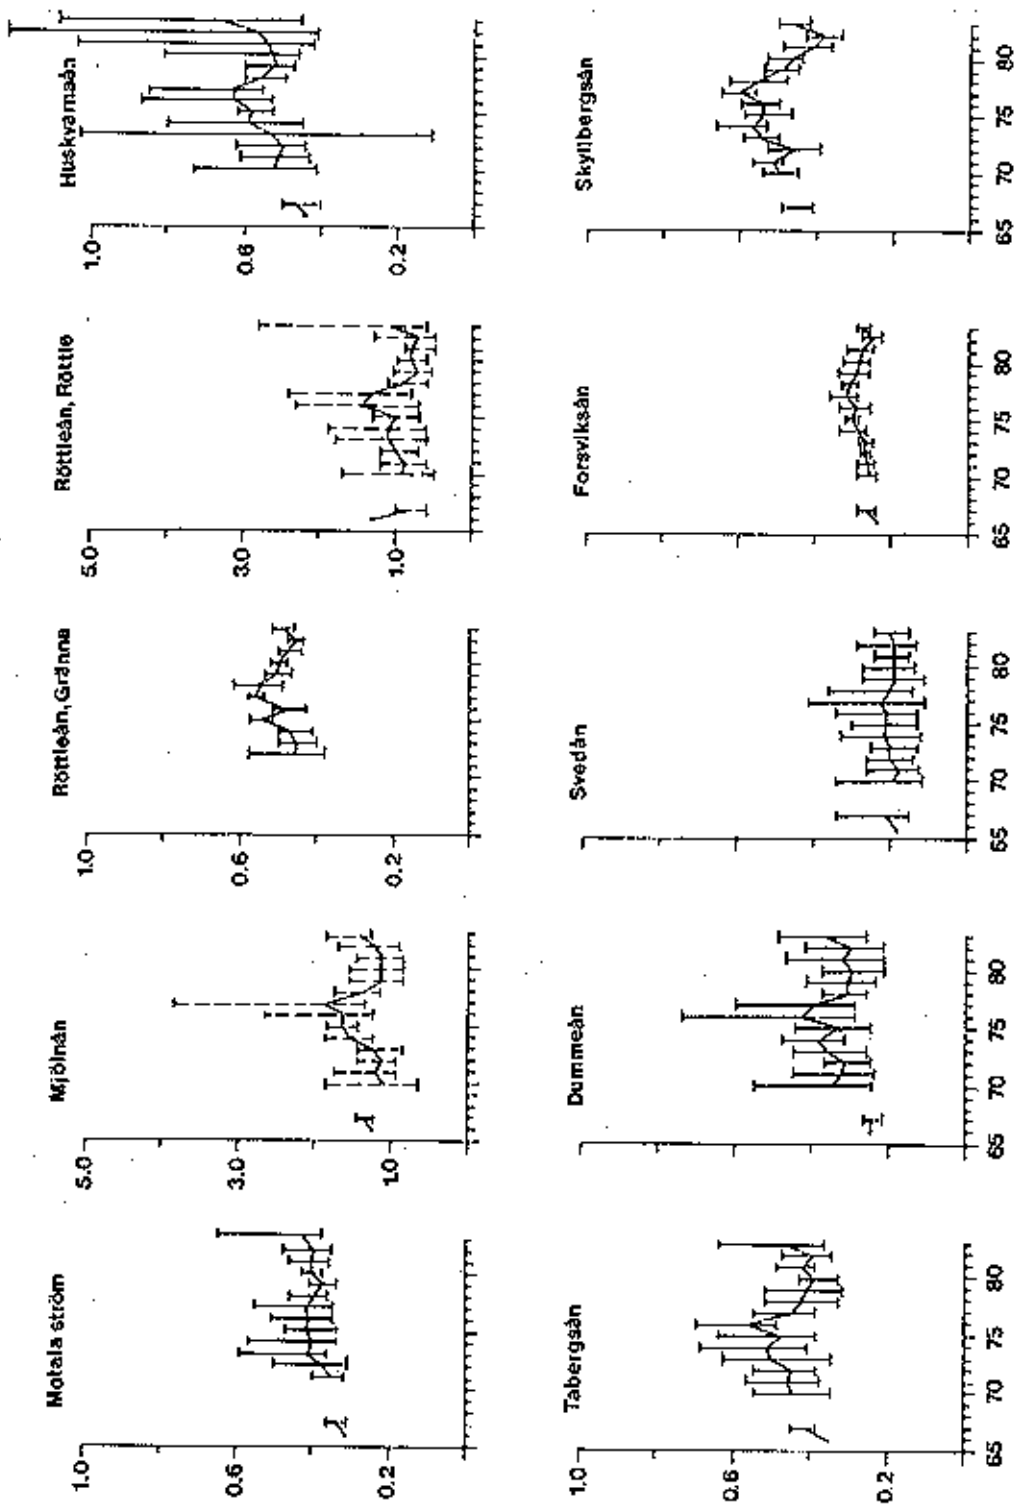 Motala ström Mjölnån Röttleån, Gränna Röttleån, Röttle Huskvarnaån
1.0 5.0 1.0 5.0 1.0
0.6 3.0 0.6 3.0 0.6
0.2 1.0 0.2 1.0 0.2
Tabergsån Dummeån Svedån Forsviksån Skyllbergsån
1.0
0.6
0.2
65 70 75 80 65 70 75 80 65 70 75 80 65 70 75 80 65 70 75 80